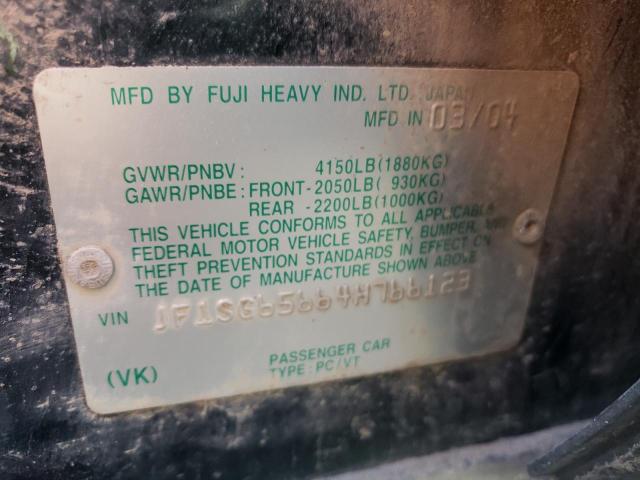 MFD BY FUJI HEAVY IND. LTD. JAPAN
MFD IN 03/04
GVWR/PNBV: 4150LB(1880KG)
GAWR/PNBE: FRONT-2050LB( 930KG)
REAR -2200LB(1000KG)
THIS VEHICLE CONFORMS TO ALL APPLICABLE
FEDERAL MOTOR VEHICLE SAFETY, BUMPER, AND
THEFT PREVENTION STANDARDS IN EFFECT ON
THE DATE OF MANUFACTURE SHOWN ABOVE
VIN
PASSENGER CAR
(VK) TYPE:PC/VT